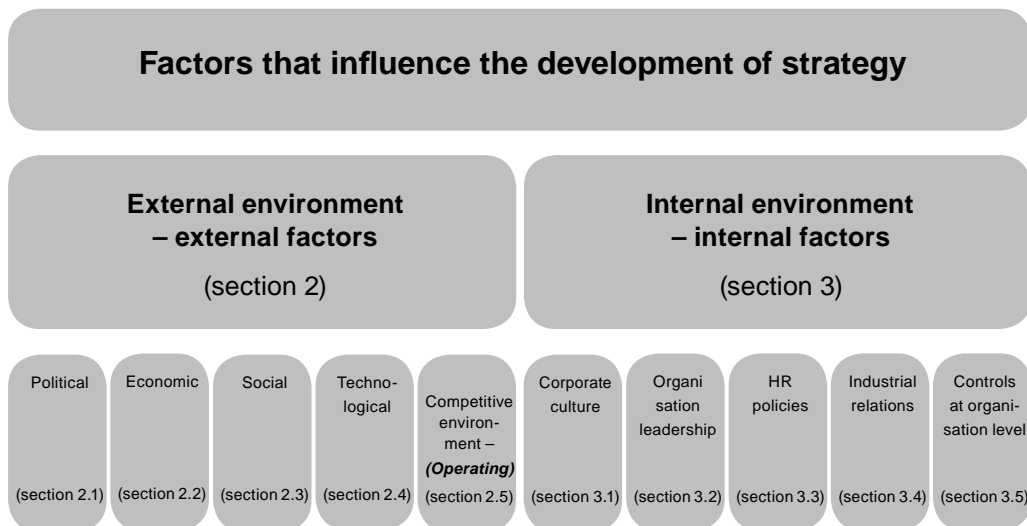 Factors that influence the development of strategy
External environment
– external factors
(section 2)
Internal environment
– internal factors
(section 3)
Political
(section 2.1)
Economic
(section 2.2)
Social
(section 2.3)
Techno-
logical
(section 2.4)
Competitive
environ-
ment –
(Operating)
(section 2.5)
Corporate
culture
(section 3.1)
Organi
sation
leadership
(section 3.2)
HR
policies
(section 3.3)
Industrial
relations
(section 3.4)
Controls
at organi-
sation level
(section 3.5)